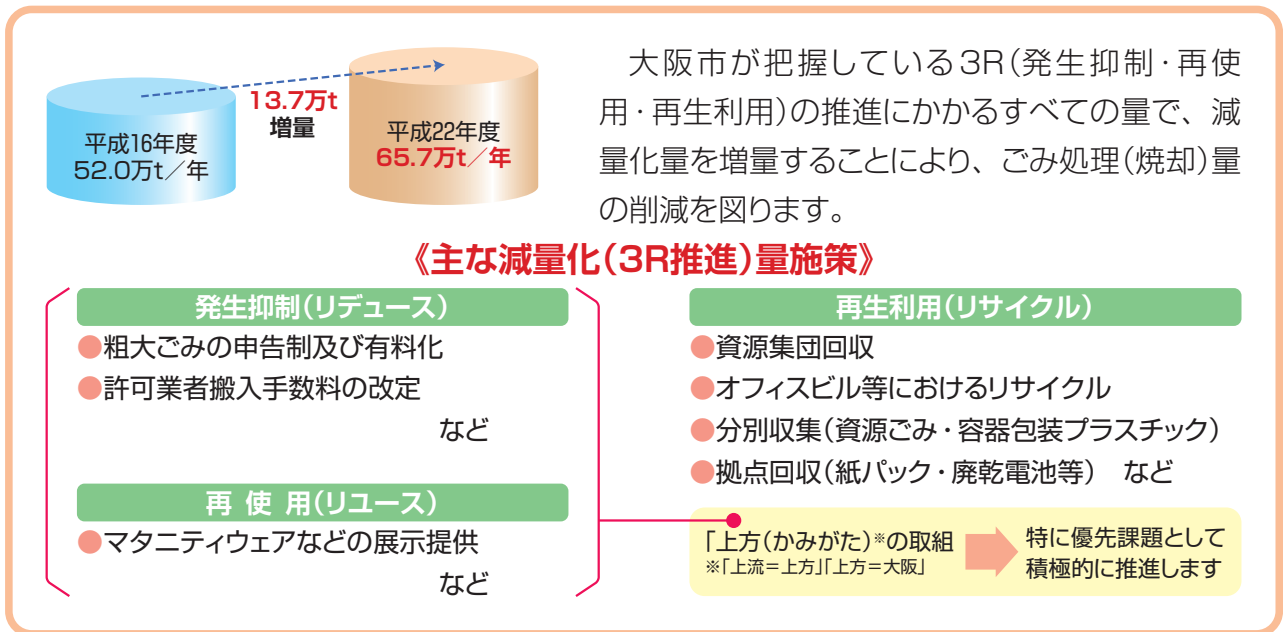 平成16年度
52.0万t／年
13.7万t
増量
平成22年度
65.7万t／年
大阪市が把握している3R（発生抑制・再使
用・再生利用）の推進にかかるすべての量で、減
量化量を増量することにより、ごみ処理（焼却）量
の削減を図ります。
《主な減量化（3R推進）量施策》
発生抑制（リデュース）
●粗大ごみの申告制及び有料化
●許可業者搬入手数料の改定
など
再使用（リユース）
●マタニティウェアなどの展示提供
など
再生利用（リサイクル）
●資源集団回収
●オフィスビル等におけるリサイクル
●分別収集（資源ごみ・容器包装プラスチック）
●拠点回収（紙パック・廃乾電池等）　など
「上方（かみがた）※の取組
※「上流＝上方」「上方＝大阪」
特に優先課題として
積極的に推進します